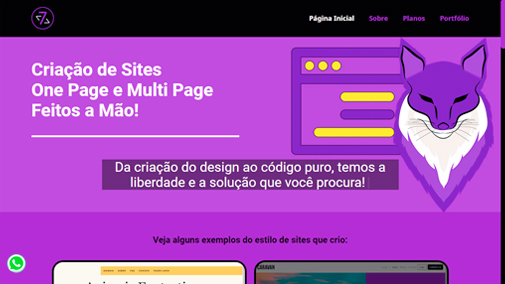 Página Inicial
Sobre
Planos
Portfólio
Criação de Sites
One Page e Multi Page
Feitos a Mão!
Da criação do design ao código puro, temos a
liberdade e a solução que você procura!
Veja alguns exemplos do estilo de sites que crio: